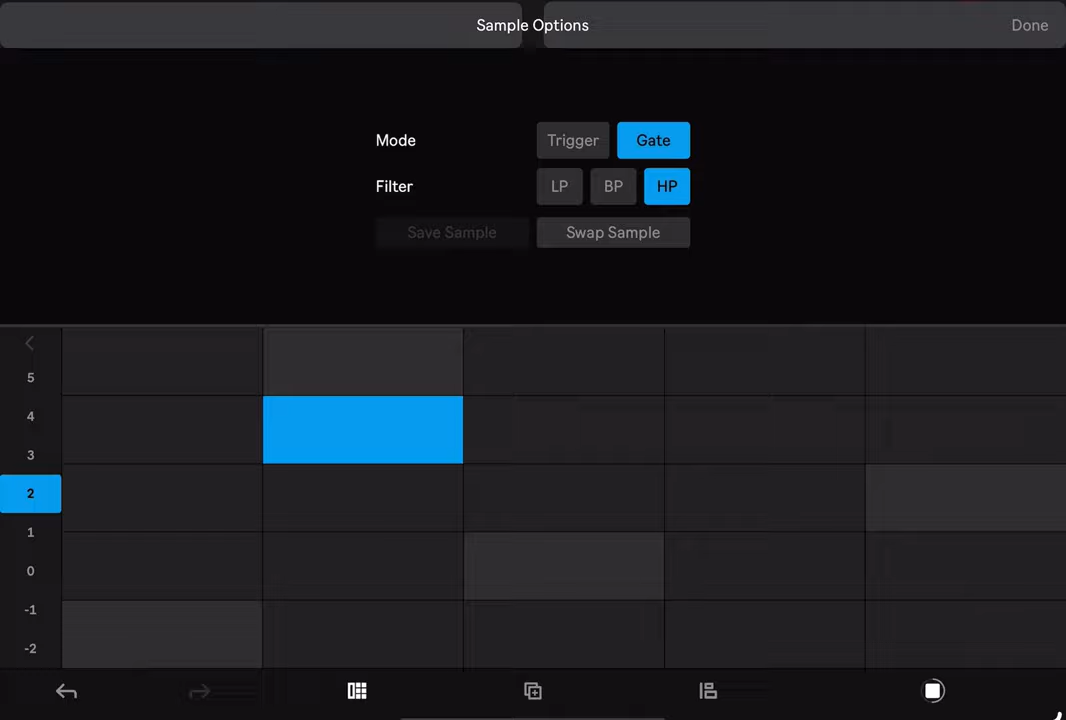 Sample Options
Done
Mode
Trigger
Gate
Filter
LP
BP
HP
Save Sample
Swap Sample
5
4
3
2
1
0
-1
-2